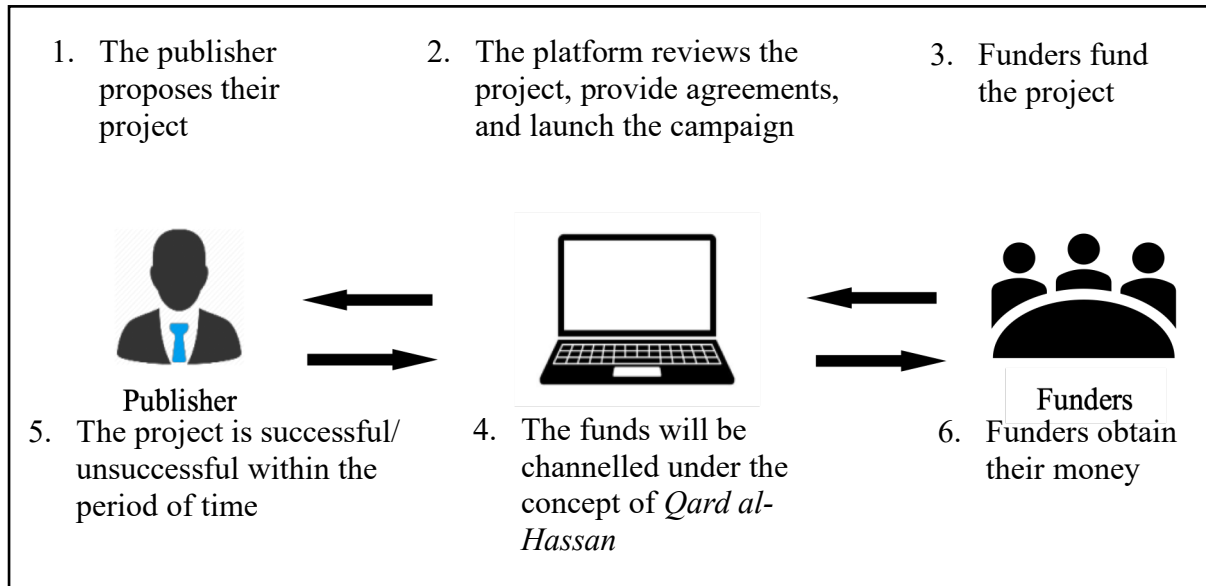 1. The publisher
proposes their
project
2. The platform reviews the
project, provide agreements,
and launch the campaign
3. Funders fund
the project
Publisher
Funders
5. The project is successful/
unsuccessful within the
period of time
4. The funds will be
channelled under the
concept of Qard al-
Hassan
6. Funders obtain
their money